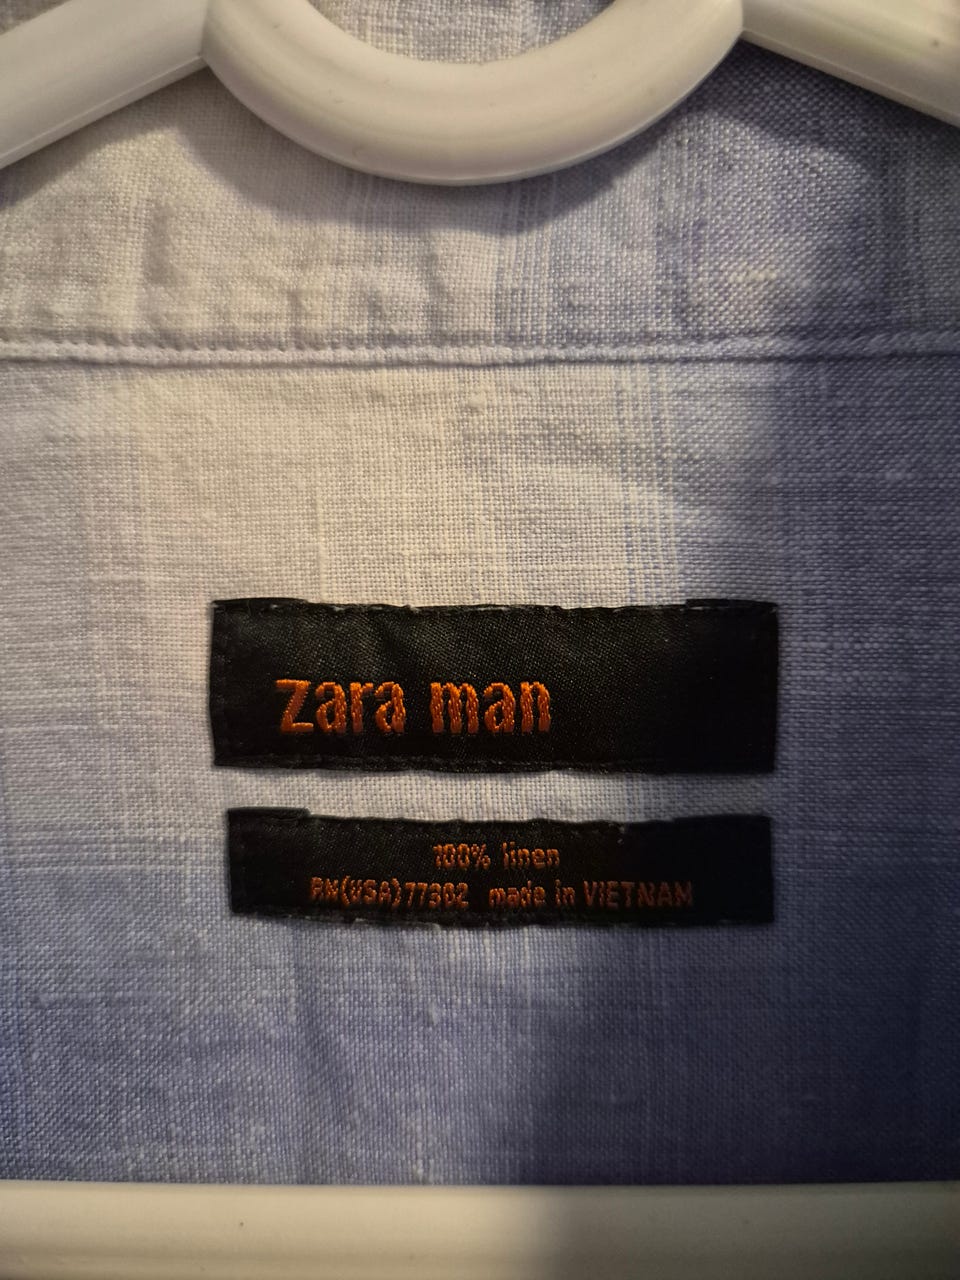 zara man
100% linen
RN(USA)77302 made in VIETNAM